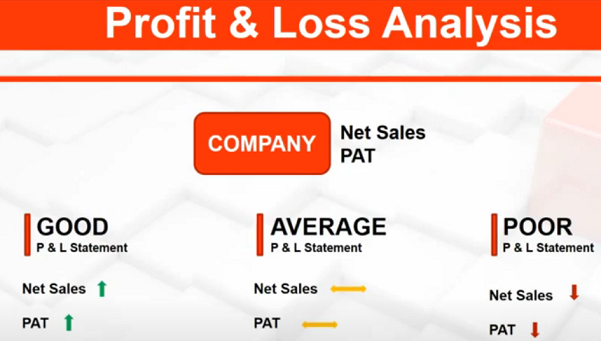 Profit & Loss Analysis
COMPANY
Net Sales
PAT
GOOD
P & L Statement
Net Sales
PAT
AVERAGE
P & L Statement
Net Sales
PAT
POOR
P & L Statement
Net Sales
PAT